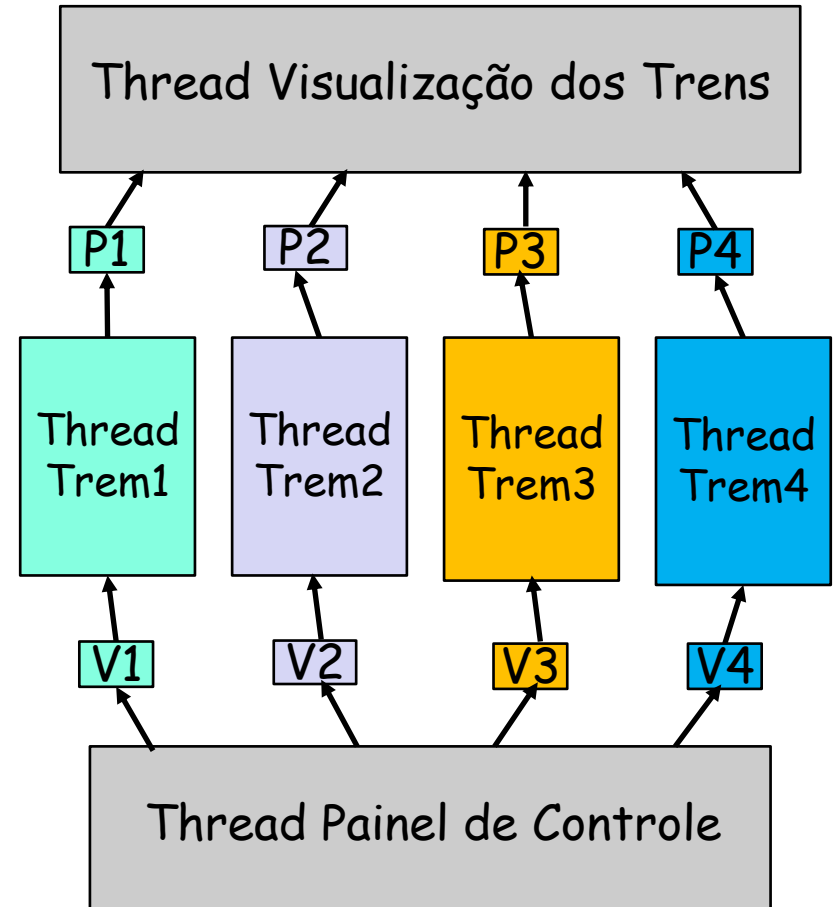 Thread Visualização dos Trens
P1
P2
P3
P4
Thread
Trem1
Thread
Trem2
Thread
Trem3
Thread
Trem4
V1
V2
V3
V4
Thread Painel de Controle